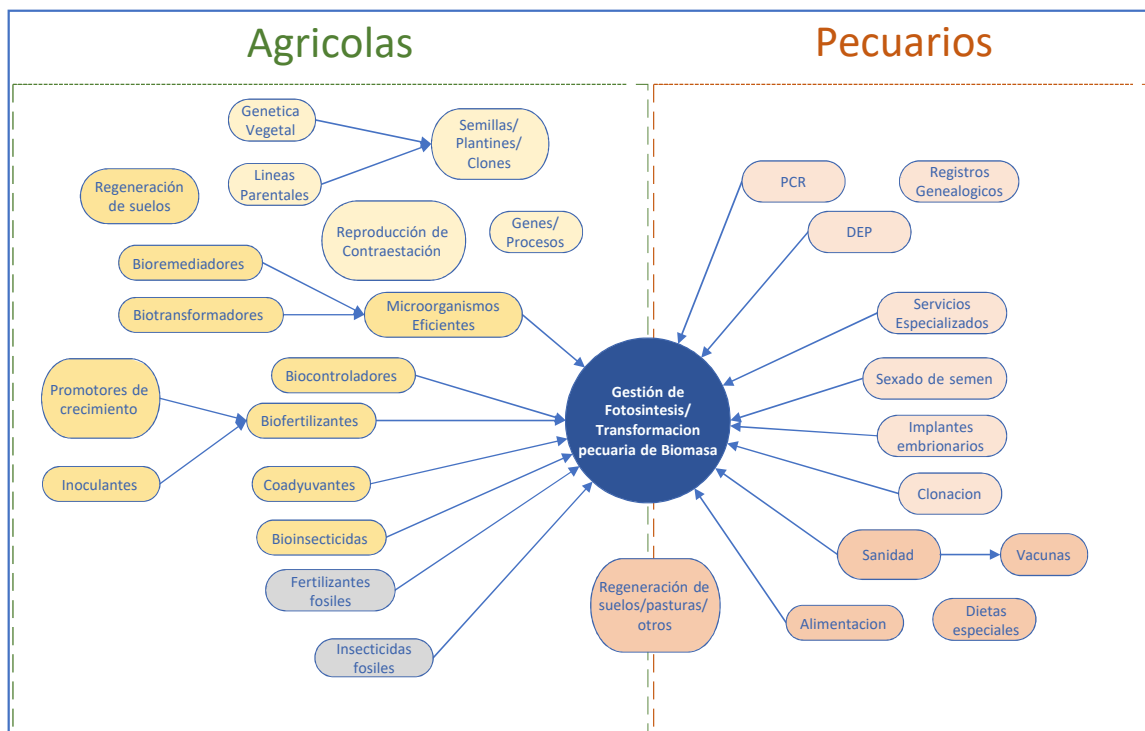 Agricolas
Pecuarios
Genetica
Vegetal
Semillas/
Plantines/
Clones
Lineas
Parentales
Regeneración
de suelos
Reproducción de
Contraestación
Genes/
Procesos
Bioremediadores
Biotransformadores
Microorganismos
Eficientes
Promotores de
crecimiento
Biocontroladores
Biofertilizantes
Inoculantes
Coadyuvantes
Bioinsecticidas
Fertilizantes
fosiles
Insecticidas
fosiles
Gestión de
Fotosintesis/
Transformacion
pecuaria de Biomasa
Regeneración de
suelos/pasturas/
otros
PCR
Registros
Genealogicos
DEP
Servicios
Especializados
Sexado de semen
Implantes
embrionarios
Clonacion
Sanidad
Vacunas
Alimentacion
Dietas
especiales